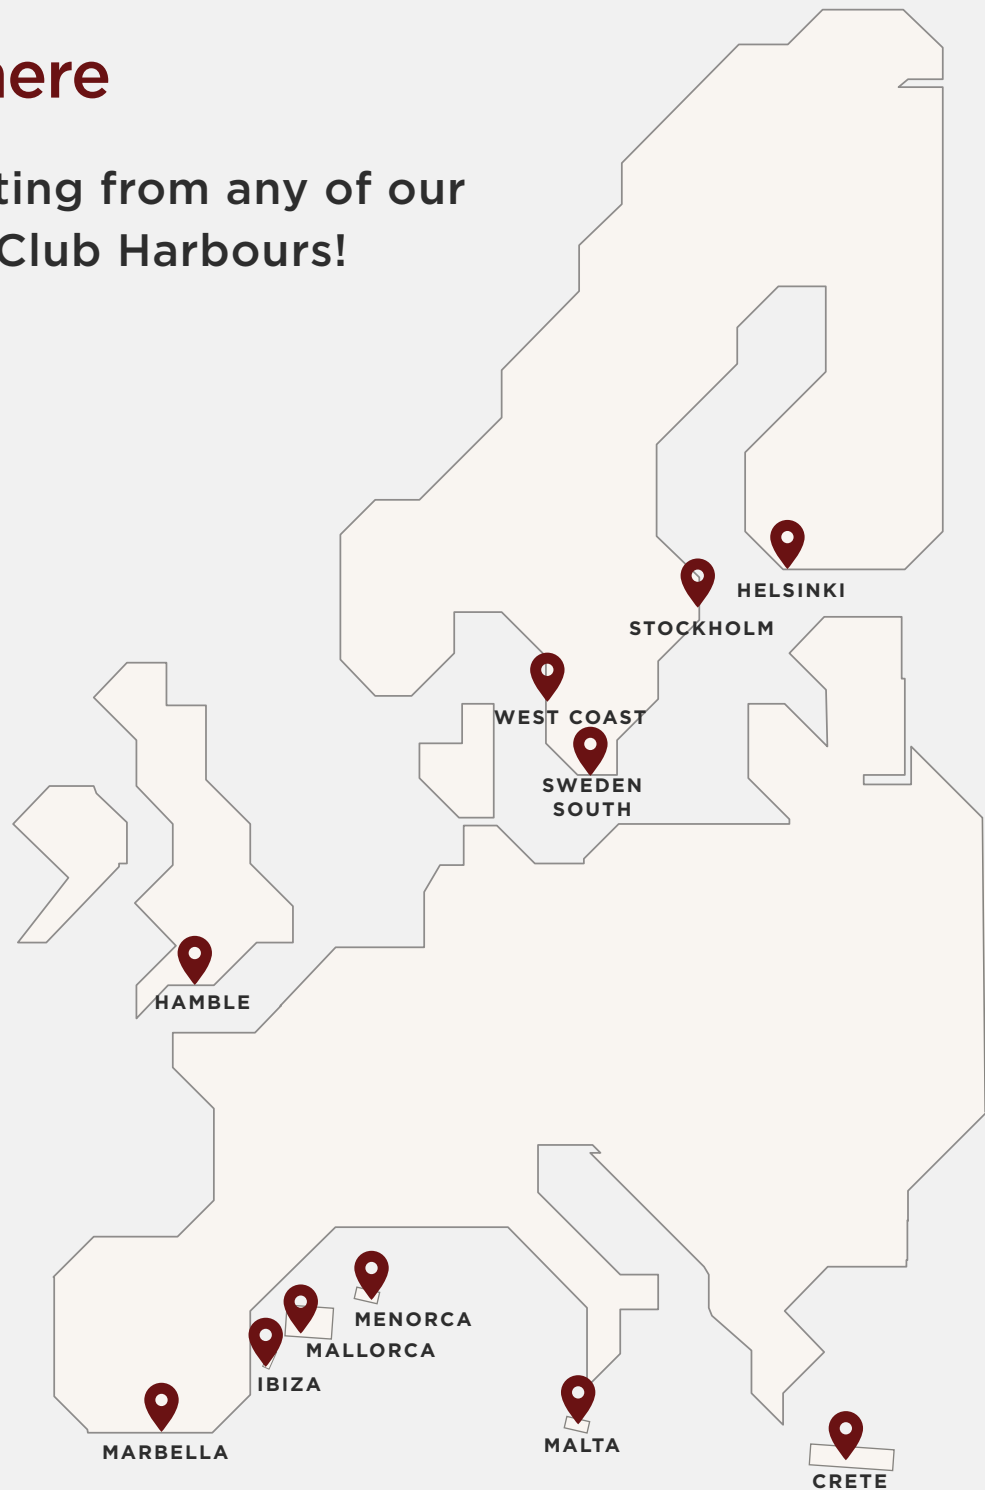 ere
ting from any of our
Club Harbours!
HELSINKI
STOCKHOLM
WEST COAST
SWEDEN
SOUTH
HAMBLE
MENORCA
MALLORCA
IBIZA
MARBELLA
MALTA
CRETE